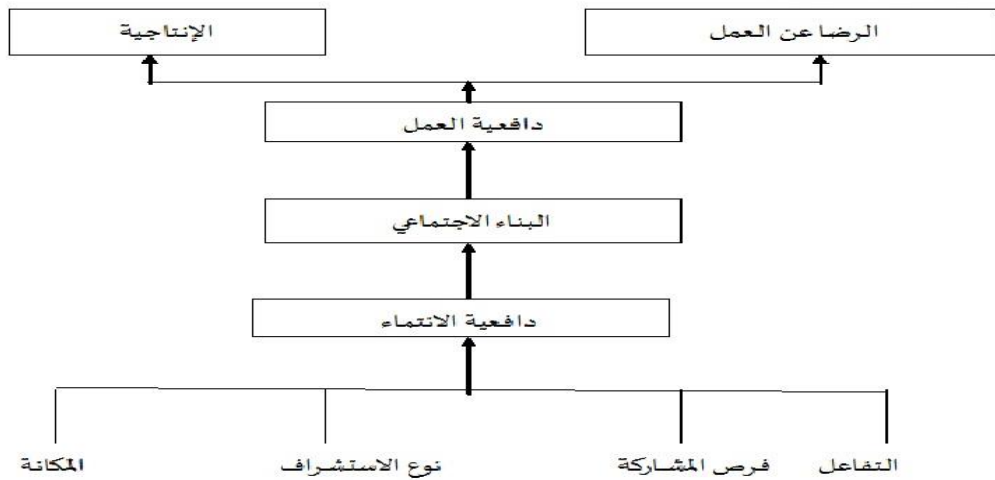 الرضا عن العمل
الإنتاجية
دافعية العمل
البناء الاجتماعي
دافعية الانتماء
التفاعل
فرص المشاركة
نوع الاستشراف
المكانة